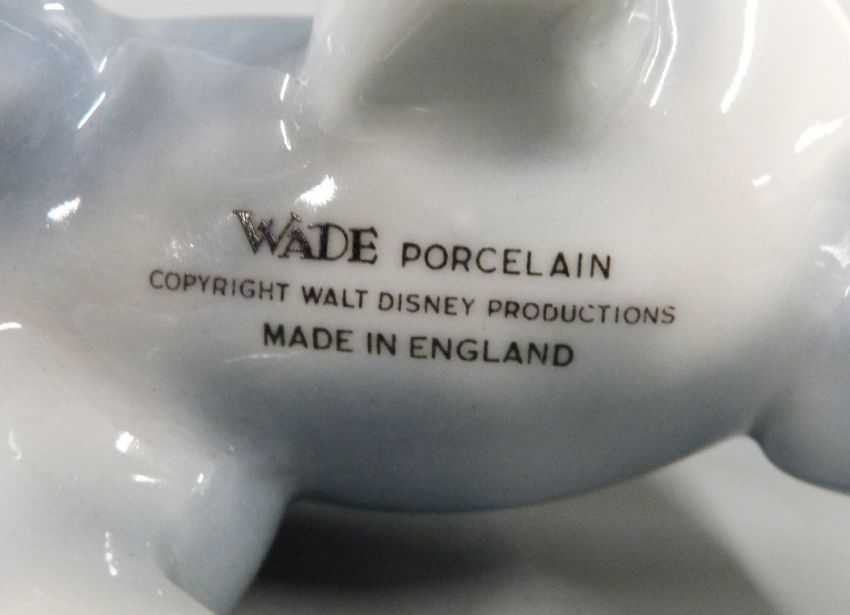 WADE PORCELAIN
COPYRIGHT WALT DISNEY PRODUCTIONS
MADE IN ENGLAND